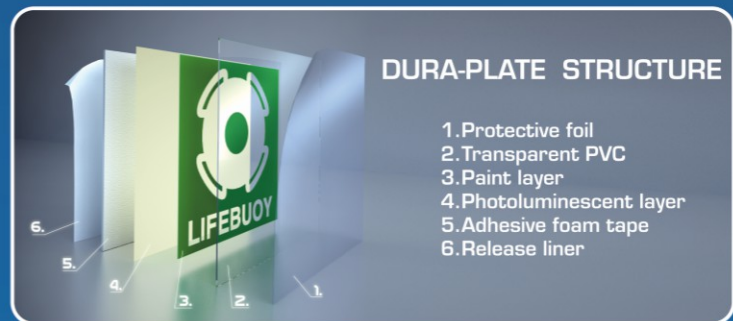 DURA-PLATE STRUCTURE
1.Protective foil
2.Transparent PVC
3.Paint layer
4.Photoluminescent layer
5.Adhesive foam tape
6.Release liner
LIFEBUOY
6.
5.
4.
3.
2.
1.